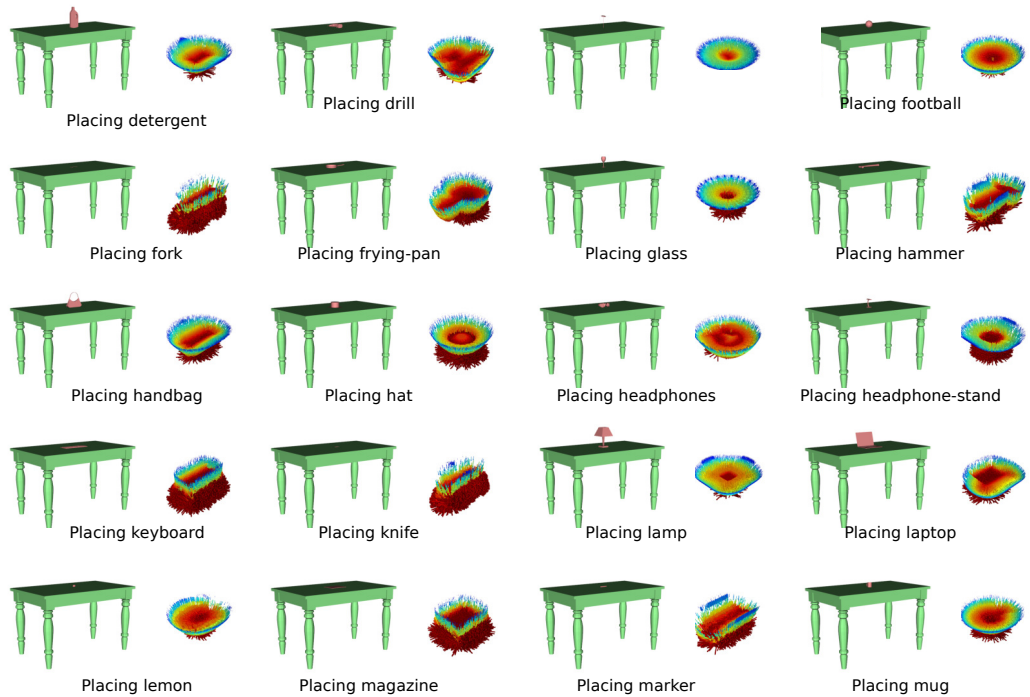 Placing detergent
Placing drill
Placing football
Placing fork
Placing frying-pan
Placing glass
Placing hammer
Placing handbag
Placing hat
Placing headphones
Placing headphone-stand
Placing keyboard
Placing knife
Placing lamp
Placing laptop
Placing lemon
Placing magazine
Placing marker
Placing mug